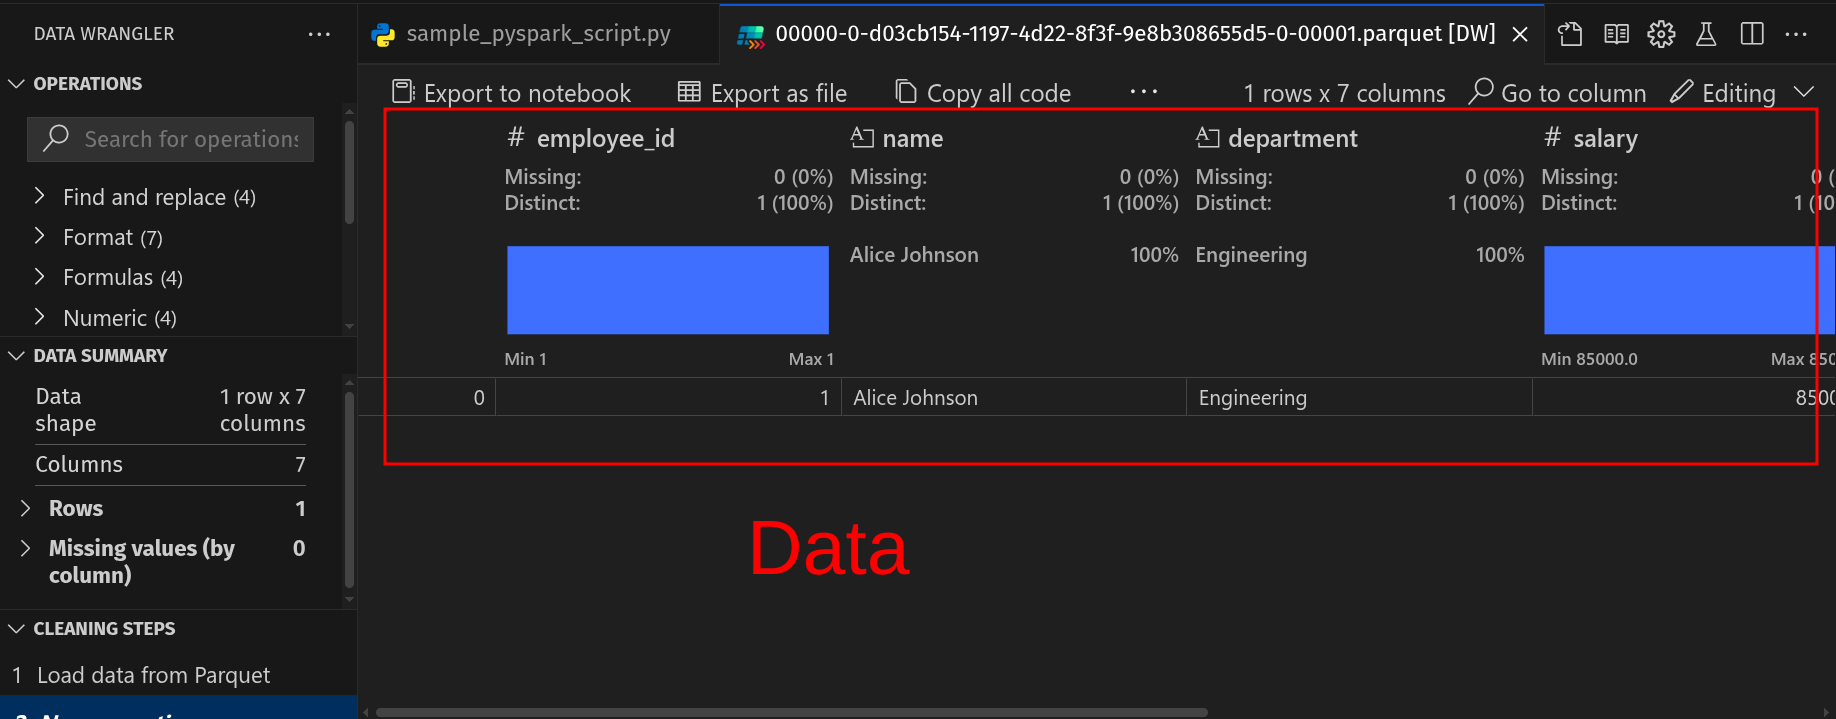 DATA WRANGLER
OPERATIONS
Search for operations
Find and replace (4)
Format (7)
Formulas (4)
Numeric (4)
DATA SUMMARY
Data shape 1 row x 7 columns
Columns 7
Rows 1
Missing values (by column) 0
CLEANING STEPS
1 Load data from Parquet
sample_pyspark_script.py
00000-0-d03cb154-1197-4d22-8f3f-9e8b308655d5-0-00001.parquet [DW]
Export to notebook Export as file Copy all code ... 1 rows x 7 columns Go to column Editing
# employee_id A name A department # salary
Missing: 0 (0%) Missing: 0 (0%) Missing: 0 (0%) Missing: 0 (
Distinct: 1 (100%) Distinct: 1 (100%) Distinct: 1 (100%) Distinct: 1 (10
Alice Johnson 100% Engineering 100%
Min 1 Max 1 Min 85000.0 Max 850
0 1 Alice Johnson Engineering 8500
Data